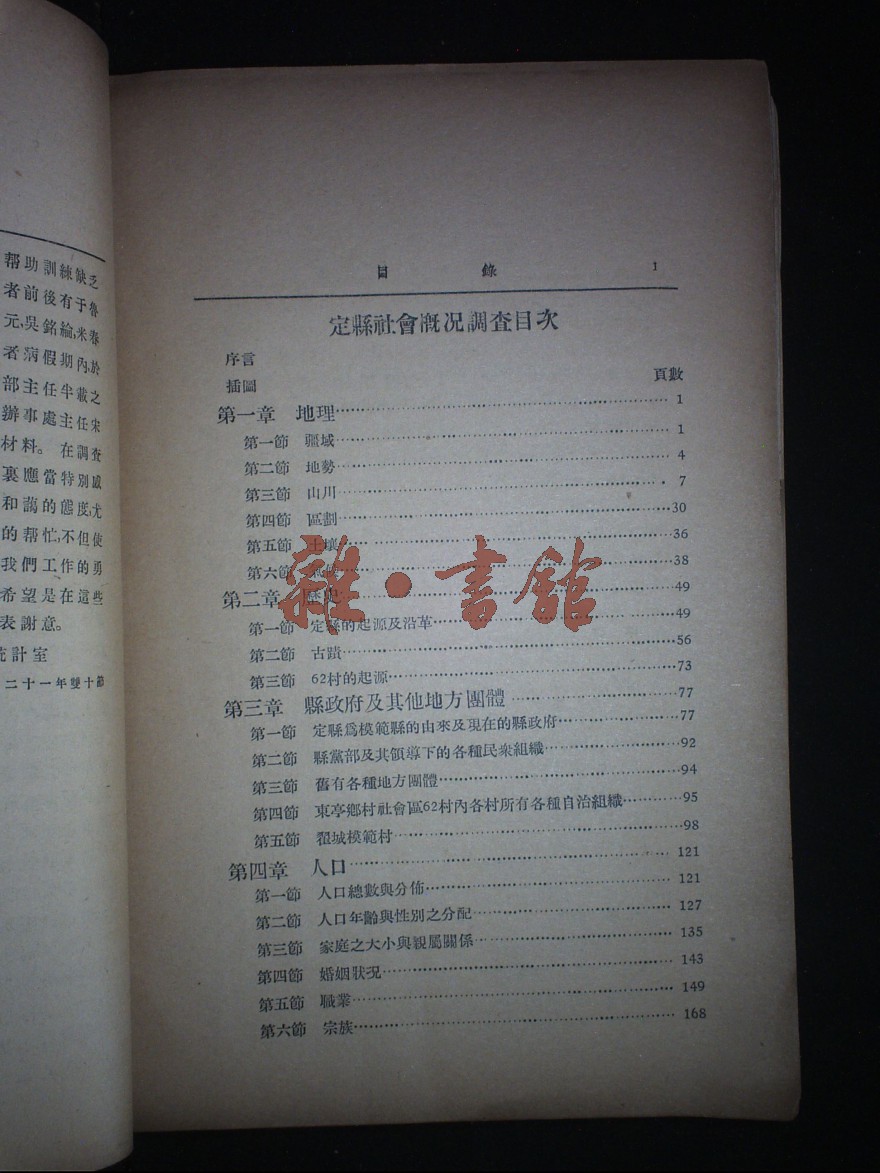 幫助訓練缺乏
者前後有于魯
元,吳銘綸,米春
者病假期內,於
部主任半載之
辦事處主任宋
材料。在調查
裏應當特別感
和藹的態度,尤
的幫忙,不但使
我們工作的勇
希望是在這些
表謝意。
計室
二十一年雙十節
目錄 1
定縣社會概況調查目次
序言
插圖 頁數
第一章 地理 1
第一節 疆域 1
第二節 地勢 4
第三節 山川 7
第四節 區劃 30
第五節 土壤 36
第六節 氣候 38
第二章 歷史 49
第一節 定縣的起源及沿革 49
第二節 古蹟 56
第三節 62村的起源 73
第三章 縣政府及其他地方團體 77
第一節 定縣爲模範縣的由來及現在的縣政府 77
第二節 縣黨部及其領導下的各種民衆組織 92
第三節 舊有各種地方團體 94
第四節 東亭鄉村社會區62村內各村所有各種自治組織 95
第五節 翟城模範村 98
第四章 人口 121
第一節 人口總數與分佈 121
第二節 人口年齡與性別之分配 127
第三節 家庭之大小與親屬關係 135
第四節 婚姻狀況 143
第五節 職業 149
第六節 宗族 168
雜·書館